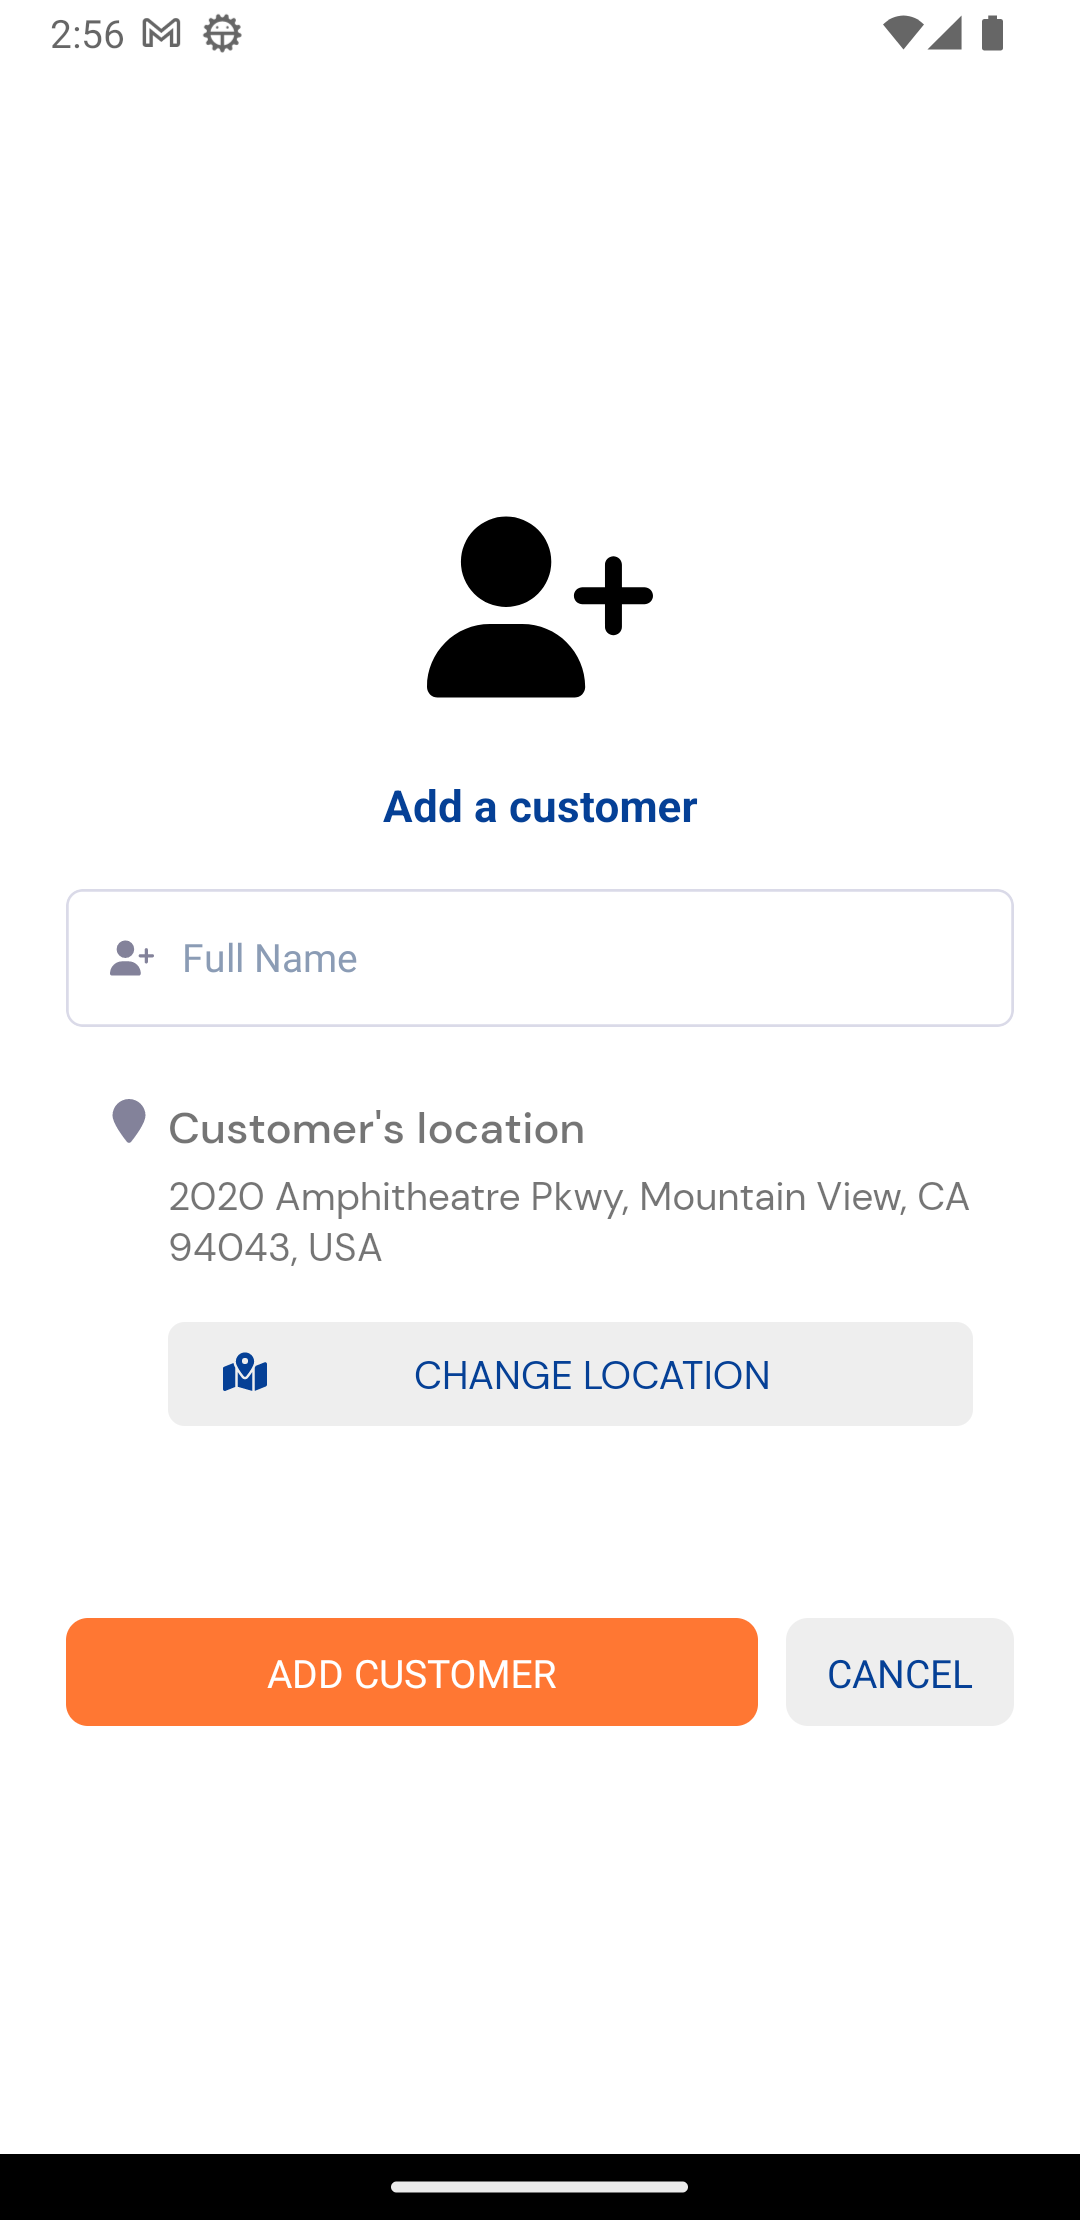 2:56
Add a customer
Full Name
Customer's location
2020 Amphitheatre Pkwy, Mountain View, CA
94043, USA
CHANGE LOCATION
ADD CUSTOMER
CANCEL